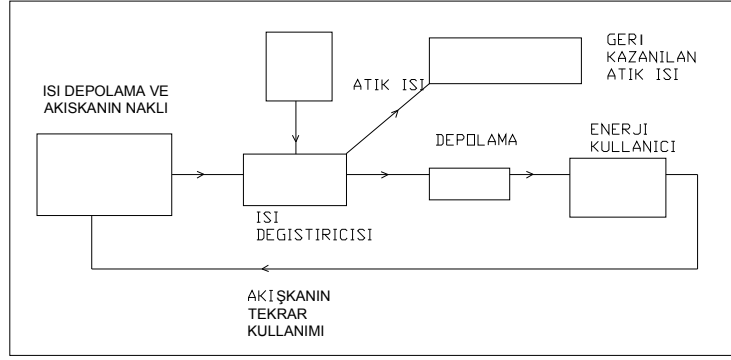 ISI DEPOLAMA VE
AKISKANIN NAKLİ
ATIK ISI
GERI
KAZANILAN
ATIK ISI
DEPOLAMA
ENERJI
KULLANICI
ISI
DEGISTIRICISI
AKIŞKANIN
TEKRAR
KULLANIMI